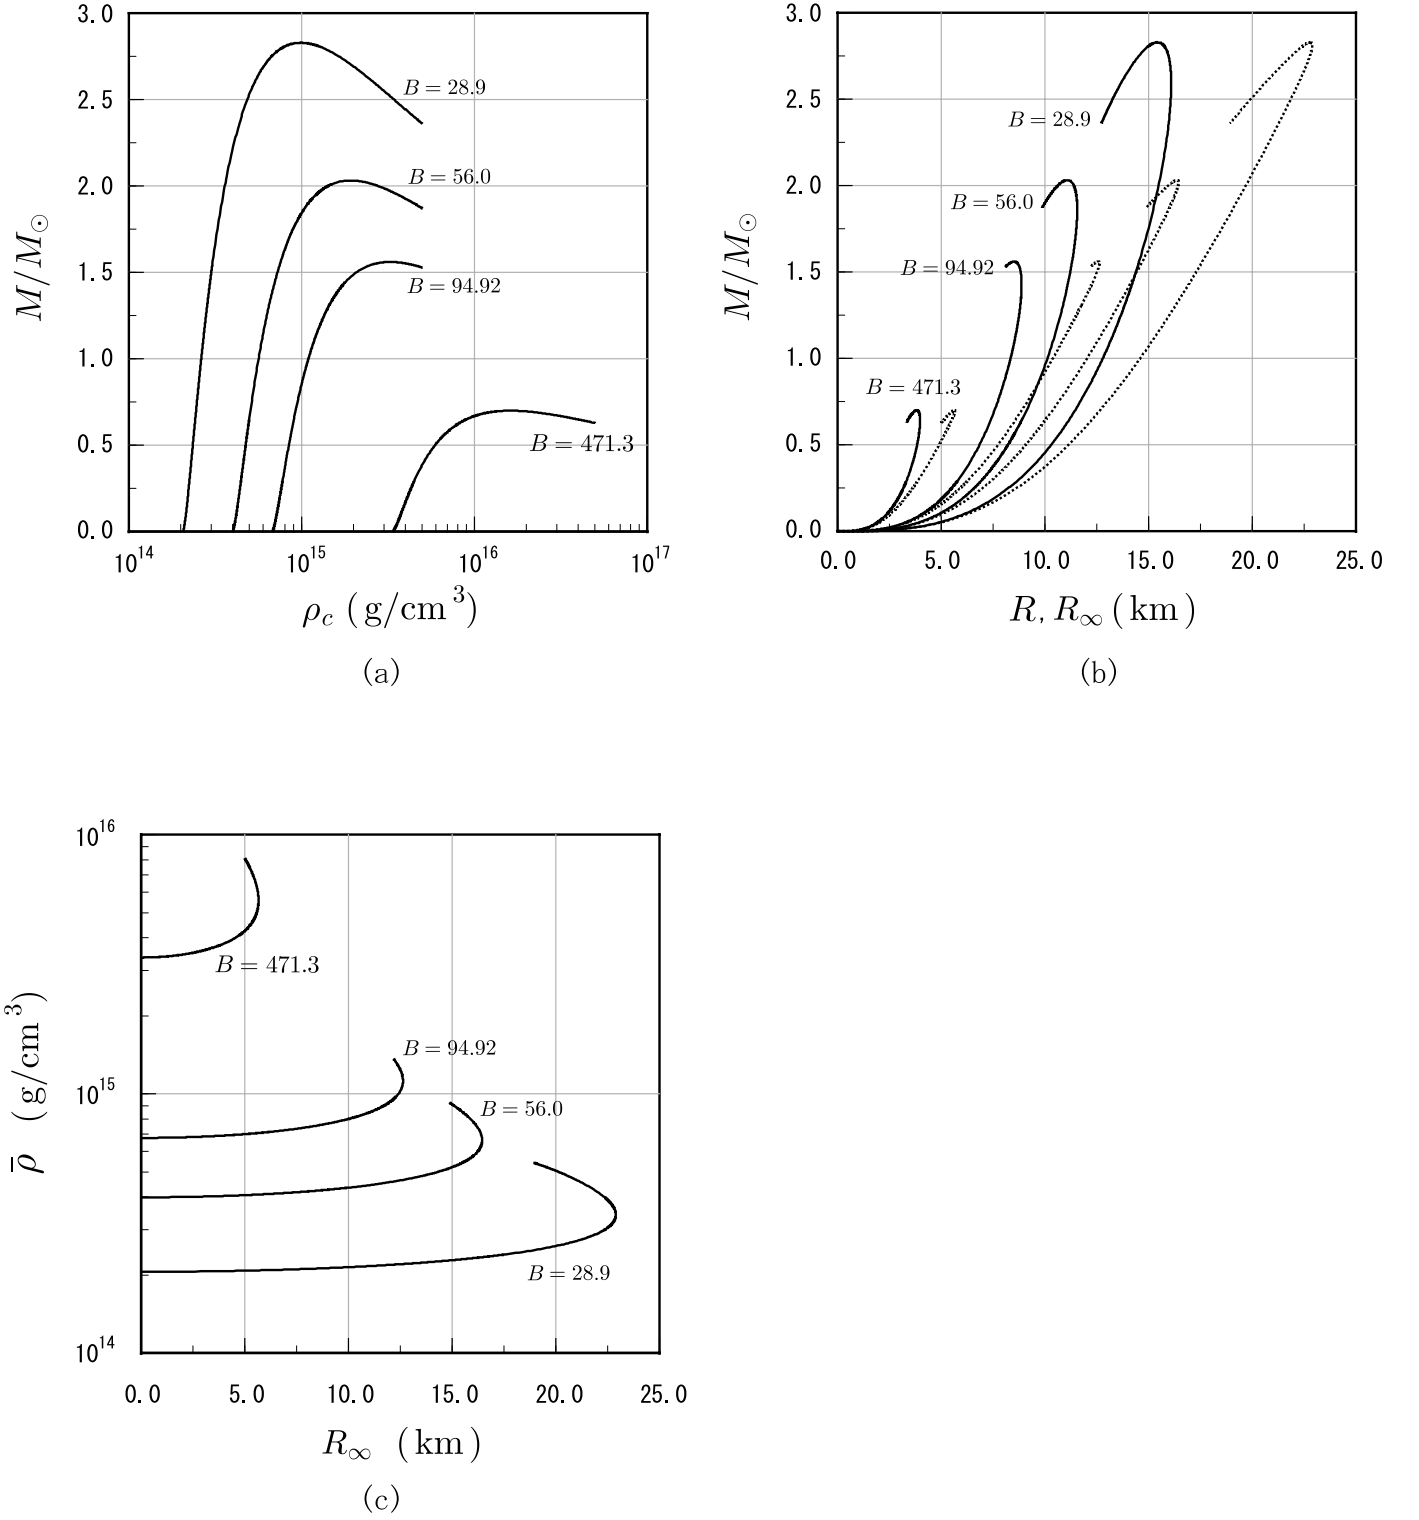 3.0
2.5
2.0
1.5
1.0
0.5
0.0
M/M⊙
B = 28.9
B = 56.0
B = 94.92
B = 471.3
10^14 10^15 10^16 10^17
ρ_c (g/cm^3)
(a)
3.0
2.5
2.0
1.5
1.0
0.5
0.0
M/M⊙
B = 28.9
B = 56.0
B = 94.92
B = 471.3
0.0 5.0 10.0 15.0 20.0 25.0
R, R_∞ (km)
(b)
10^16
10^15
10^14
ρ̄ (g/cm^3)
B = 471.3
B = 94.92
B = 56.0
B = 28.9
0.0 5.0 10.0 15.0 20.0 25.0
R_∞ (km)
(c)